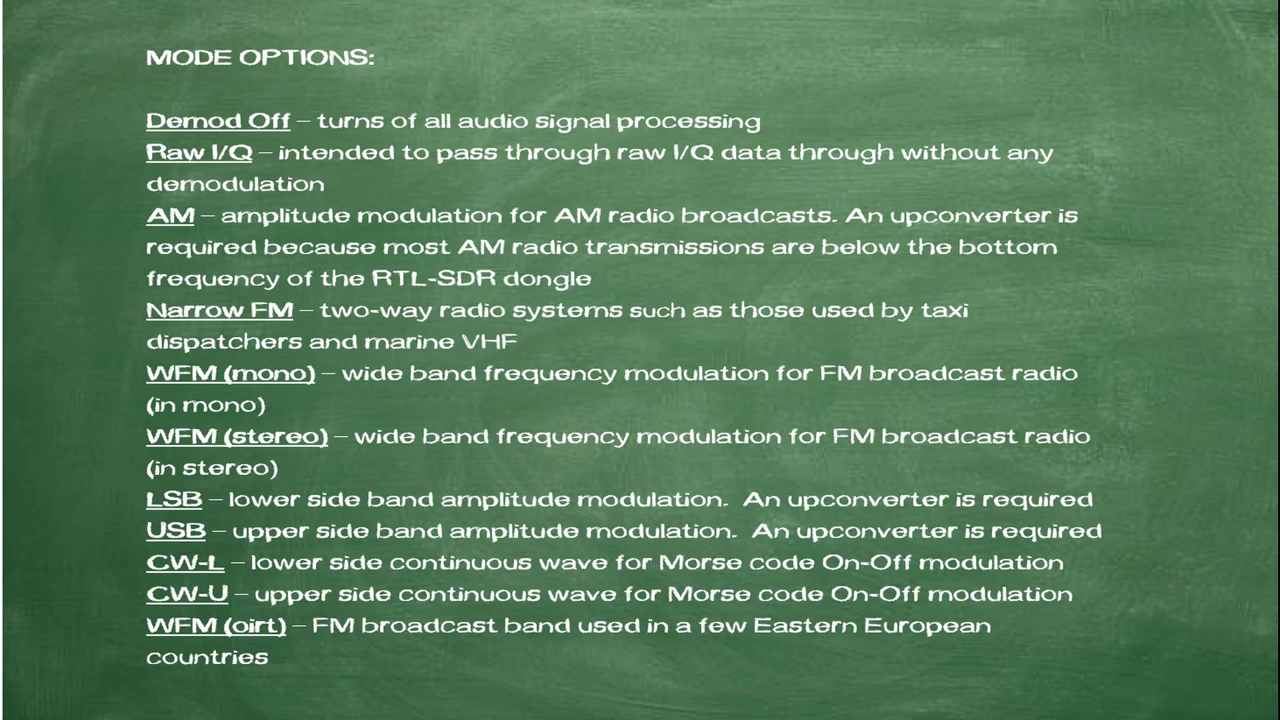 MODE OPTIONS:
Demod Off – turns of all audio signal processing
Raw I/Q – intended to pass through raw I/Q data through without any
demodulation
AM – amplitude modulation for AM radio broadcasts. An upconverter is
required because most AM radio transmissions are below the bottom
frequency of the RTL-SDR dongle
Narrow FM – two-way radio systems such as those used by taxi
dispatchers and marine VHF
WFM (mono) – wide band frequency modulation for FM broadcast radio
(in mono)
WFM (stereo) – wide band frequency modulation for FM broadcast radio
(in stereo)
LSB – lower side band amplitude modulation.  An upconverter is required
USB – upper side band amplitude modulation.  An upconverter is required
CW-L – lower side continuous wave for Morse code On-Off modulation
CW-U – upper side continuous wave for Morse code On-Off modulation
WFM (oirt) – FM broadcast band used in a few Eastern European
countries